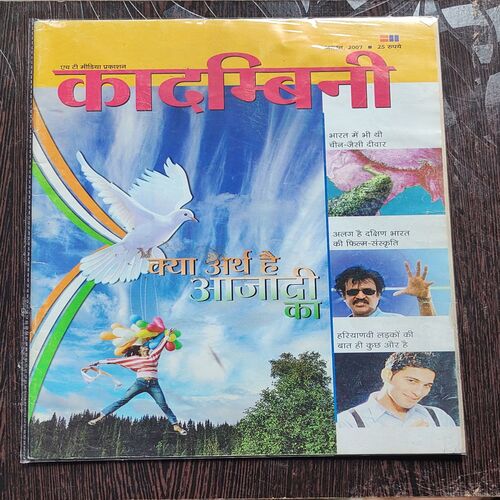 एच टी मीडिया प्रकाशन
2007 ■ 25 रुपये
कादम्बिनी
भारत में भी थी
चीन-जैसी दीवार
अलग है दक्षिण भारत
की फिल्म-संस्कृति
क्या अर्थ है
आजादी
का
हरियाणवी लड़कों की
बात ही कुछ और है